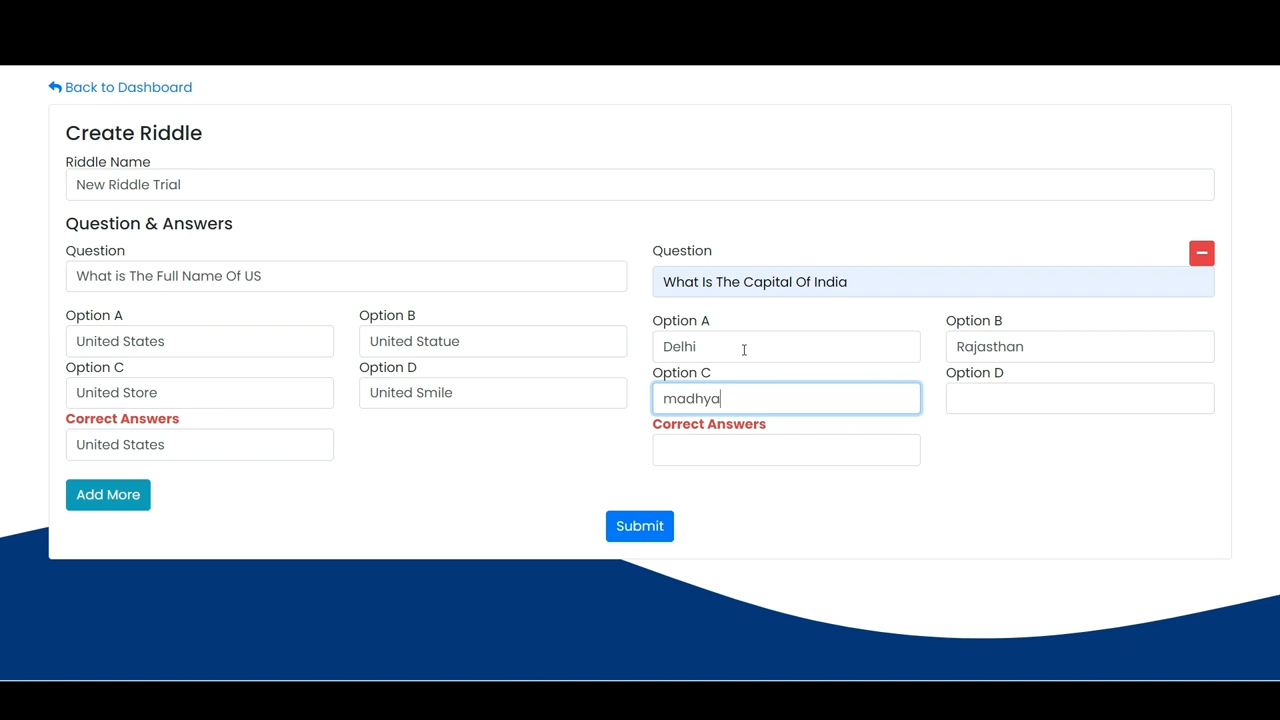 Back to Dashboard
Create Riddle
Riddle Name
New Riddle Trial
Question & Answers
Question
What is The Full Name Of US
Option A
Option B
United States
United Statue
Option C
Option D
United Store
United Smile
Correct Answers
United States
Question
What Is The Capital Of India
Option A
Option B
Delhi
Rajasthan
Option C
Option D
madhya
Correct Answers
Add More
Submit